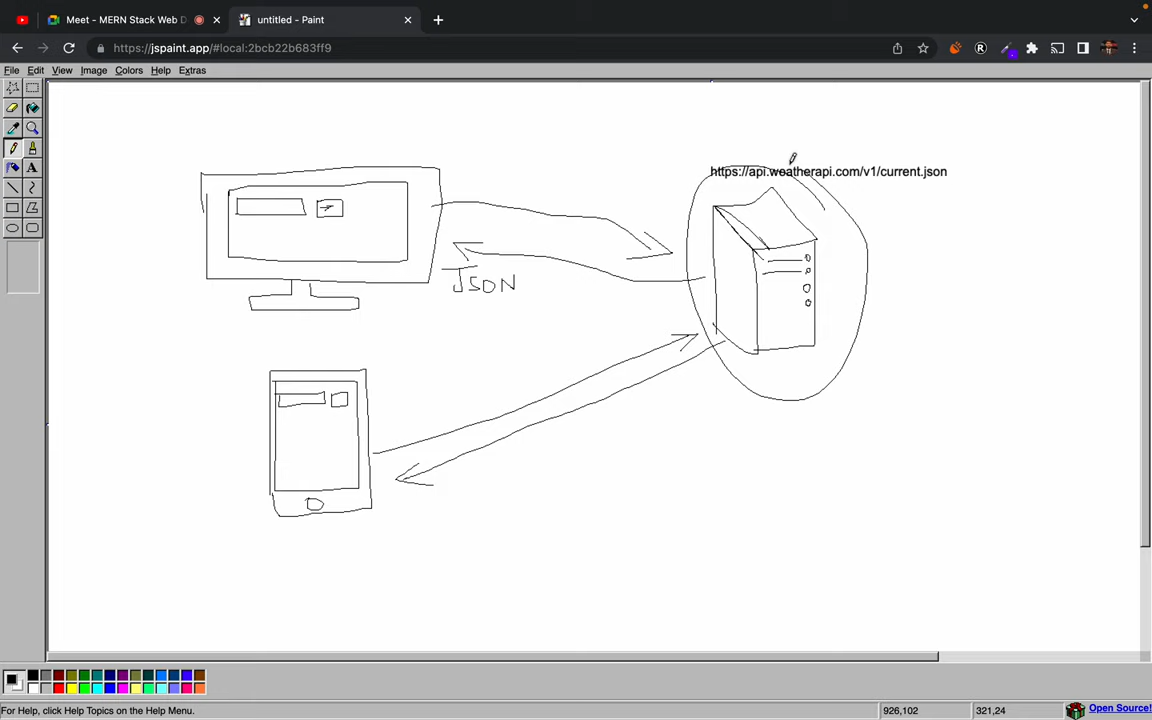 Meet - MERN Stack Web D
untitled - Paint
https://jspaint.app/#local:2bcb22b683ff9
File Edit View Image Colors Help Extras
https://api.weatherapi.com/v1/current.json
JSON
For Help, click Help Topics on the Help Menu.
926,102
321,24
Open Source!